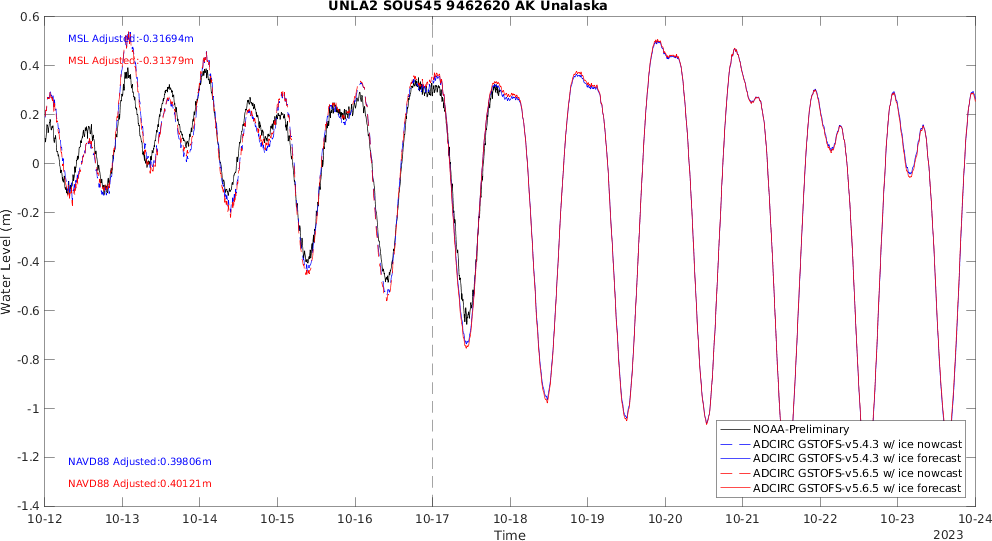 UNLA2 SOUS45 9462620 AK Unalaska
MSL Adjusted:-0.31694m
MSL Adjusted:-0.31379m
NAVD88 Adjusted:0.39806m
NAVD88 Adjusted:0.40121m
Water Level (m)
0.6
0.4
0.2
0
-0.2
-0.4
-0.6
-0.8
-1
-1.2
-1.4
NOAA-Preliminary
ADCIRC GSTOFS-v5.4.3 w/ ice nowcast
ADCIRC GSTOFS-v5.4.3 w/ ice forecast
ADCIRC GSTOFS-v5.6.5 w/ ice nowcast
ADCIRC GSTOFS-v5.6.5 w/ ice forecast
10-12 10-13 10-14 10-15 10-16 10-17 10-18 10-19 10-20 10-21 10-22 10-23 10-24
Time
2023